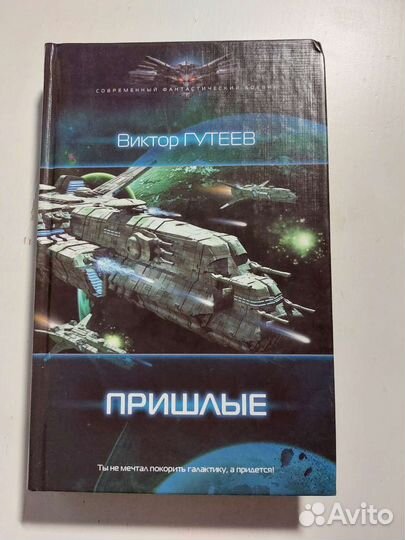 СОВРЕМЕННЫЙ ФАНТАСТИЧЕСКИЙ БОЕВИК
Виктор ГУТЕЕВ
ПРИШЛЫЕ
Ты не мечтал покорить галактику, а придется!
Avito